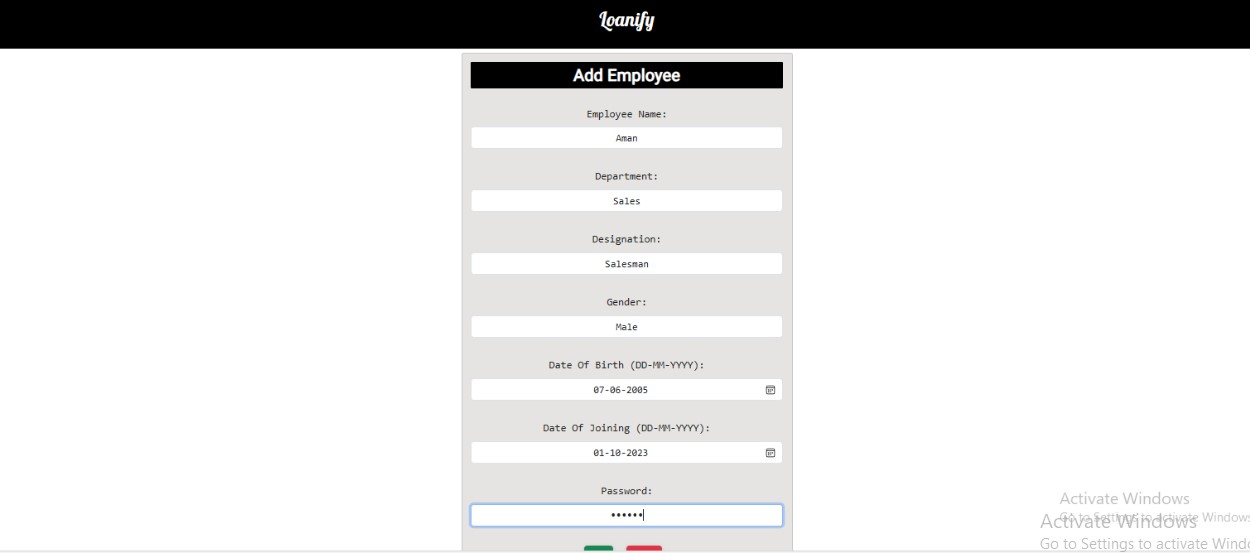 Loanify
Add Employee
Employee Name:
Aman
Department:
Sales
Designation:
Salesman
Gender:
Male
Date Of Birth (DD-MM-YYYY):
07-06-2005
Date Of Joining (DD-MM-YYYY):
01-10-2023
Password:
••••••
Activate Windows
Go to Settings to activate Windows
Activate Windows
Go to Settings to activate Windo